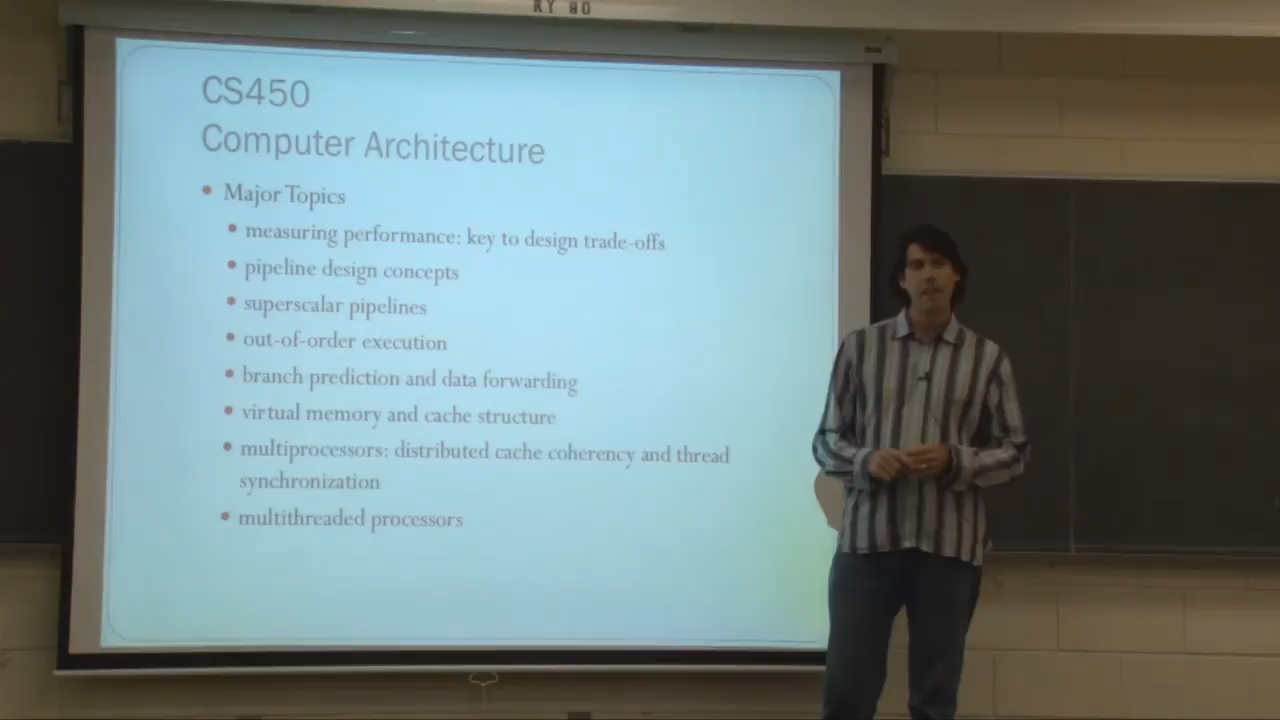 CS450
Computer Architecture
• Major Topics
• measuring performance: key to design trade-offs
• pipeline design concepts
• superscalar pipelines
• out-of-order execution
• branch prediction and data forwarding
• virtual memory and cache structure
• multiprocessors: distributed cache coherency and thread
synchronization
• multithreaded processors